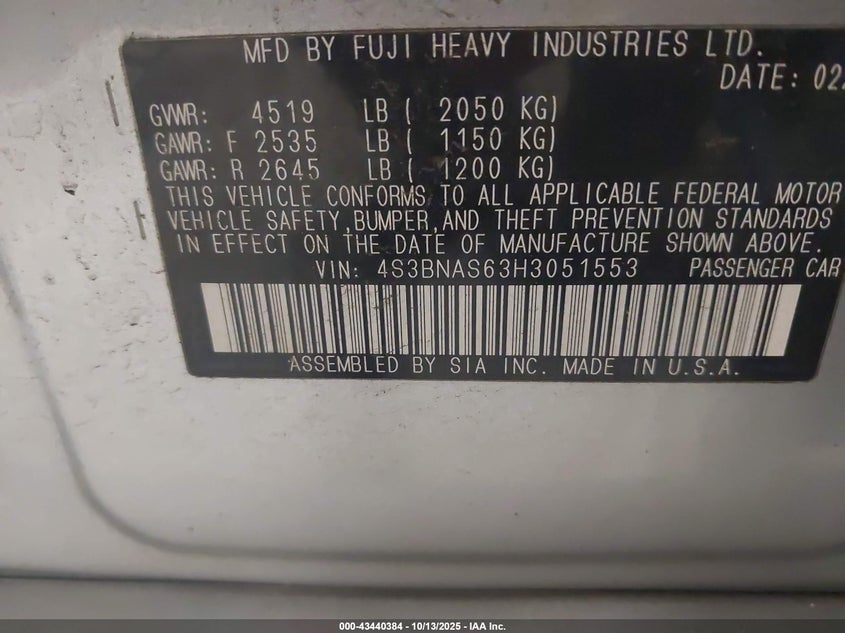 MFD BY FUJI HEAVY INDUSTRIES LTD.
DATE: 02
GVWR: 4519 LB ( 2050 KG)
GAWR: F 2535 LB ( 1150 KG)
GAWR: R 2645 LB ( 1200 KG)
THIS VEHICLE CONFORMS TO ALL APPLICABLE FEDERAL MOTOR
VEHICLE SAFETY,BUMPER,AND THEFT PREVENTION STANDARDS
IN EFFECT ON THE DATE OF MANUFACTURE SHOWN ABOVE.
VIN: 4S3BNAS63H3051553 PASSENGER CAR
ASSEMBLED BY SIA INC. MADE IN U.S.A.
000-43440384 - 10/13/2025 - IAA Inc.